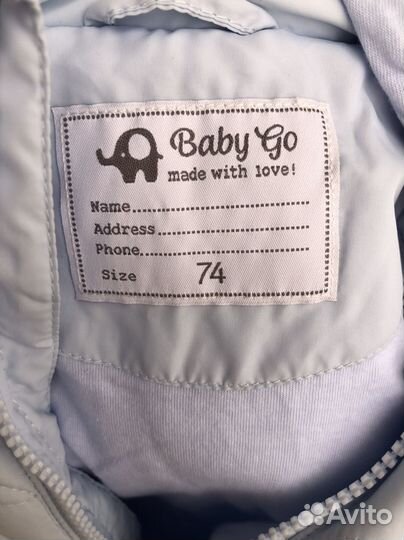 Baby Go
made with love!
Name
Address
Phone
Size 74
Avito